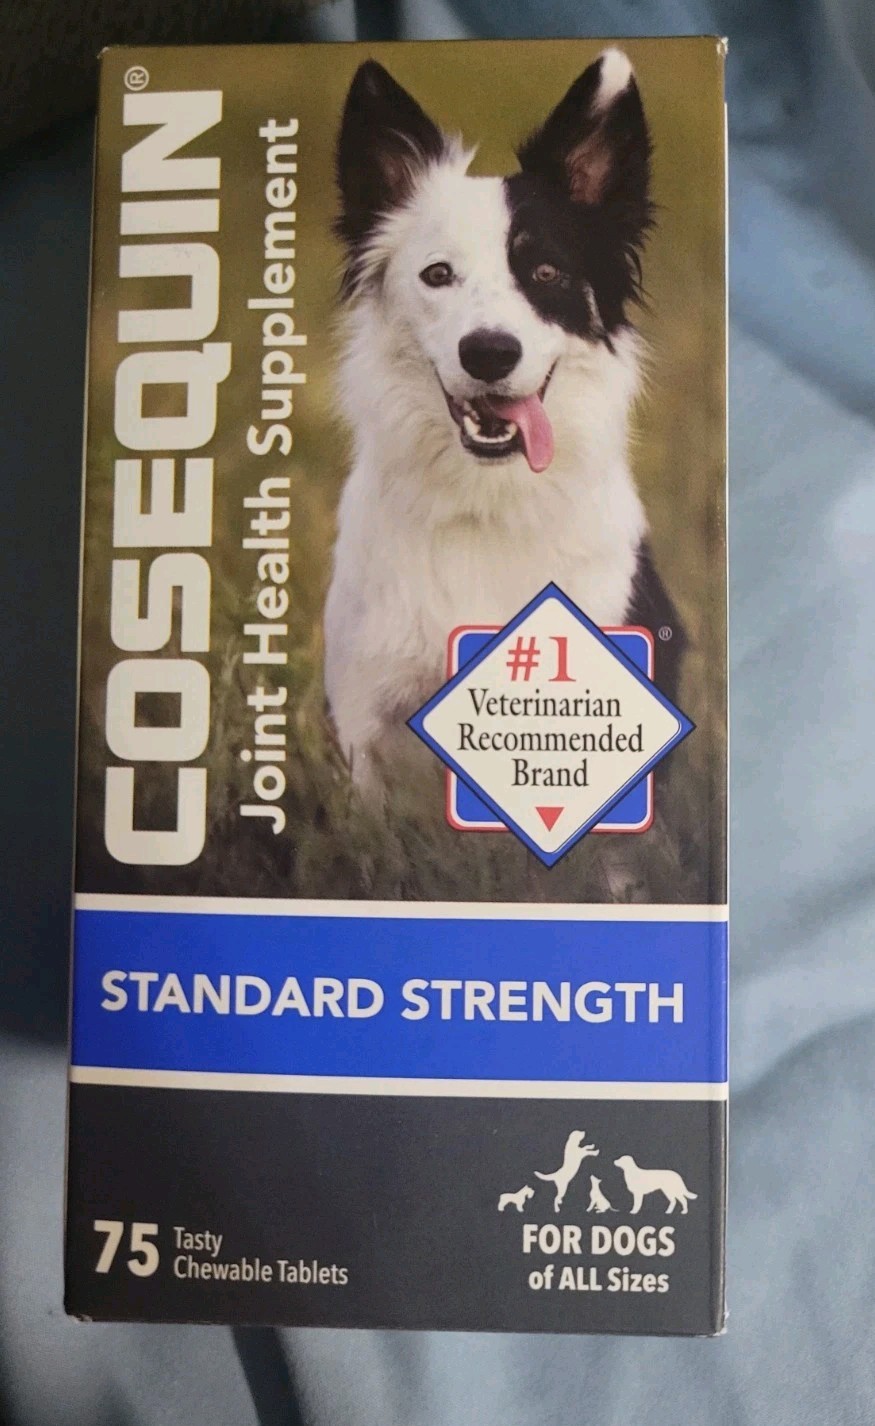 COSEQUIN®
Joint Health Supplement
#1
Veterinarian
Recommended
Brand
®
STANDARD STRENGTH
75 Tasty
Chewable Tablets
FOR DOGS
of ALL Sizes